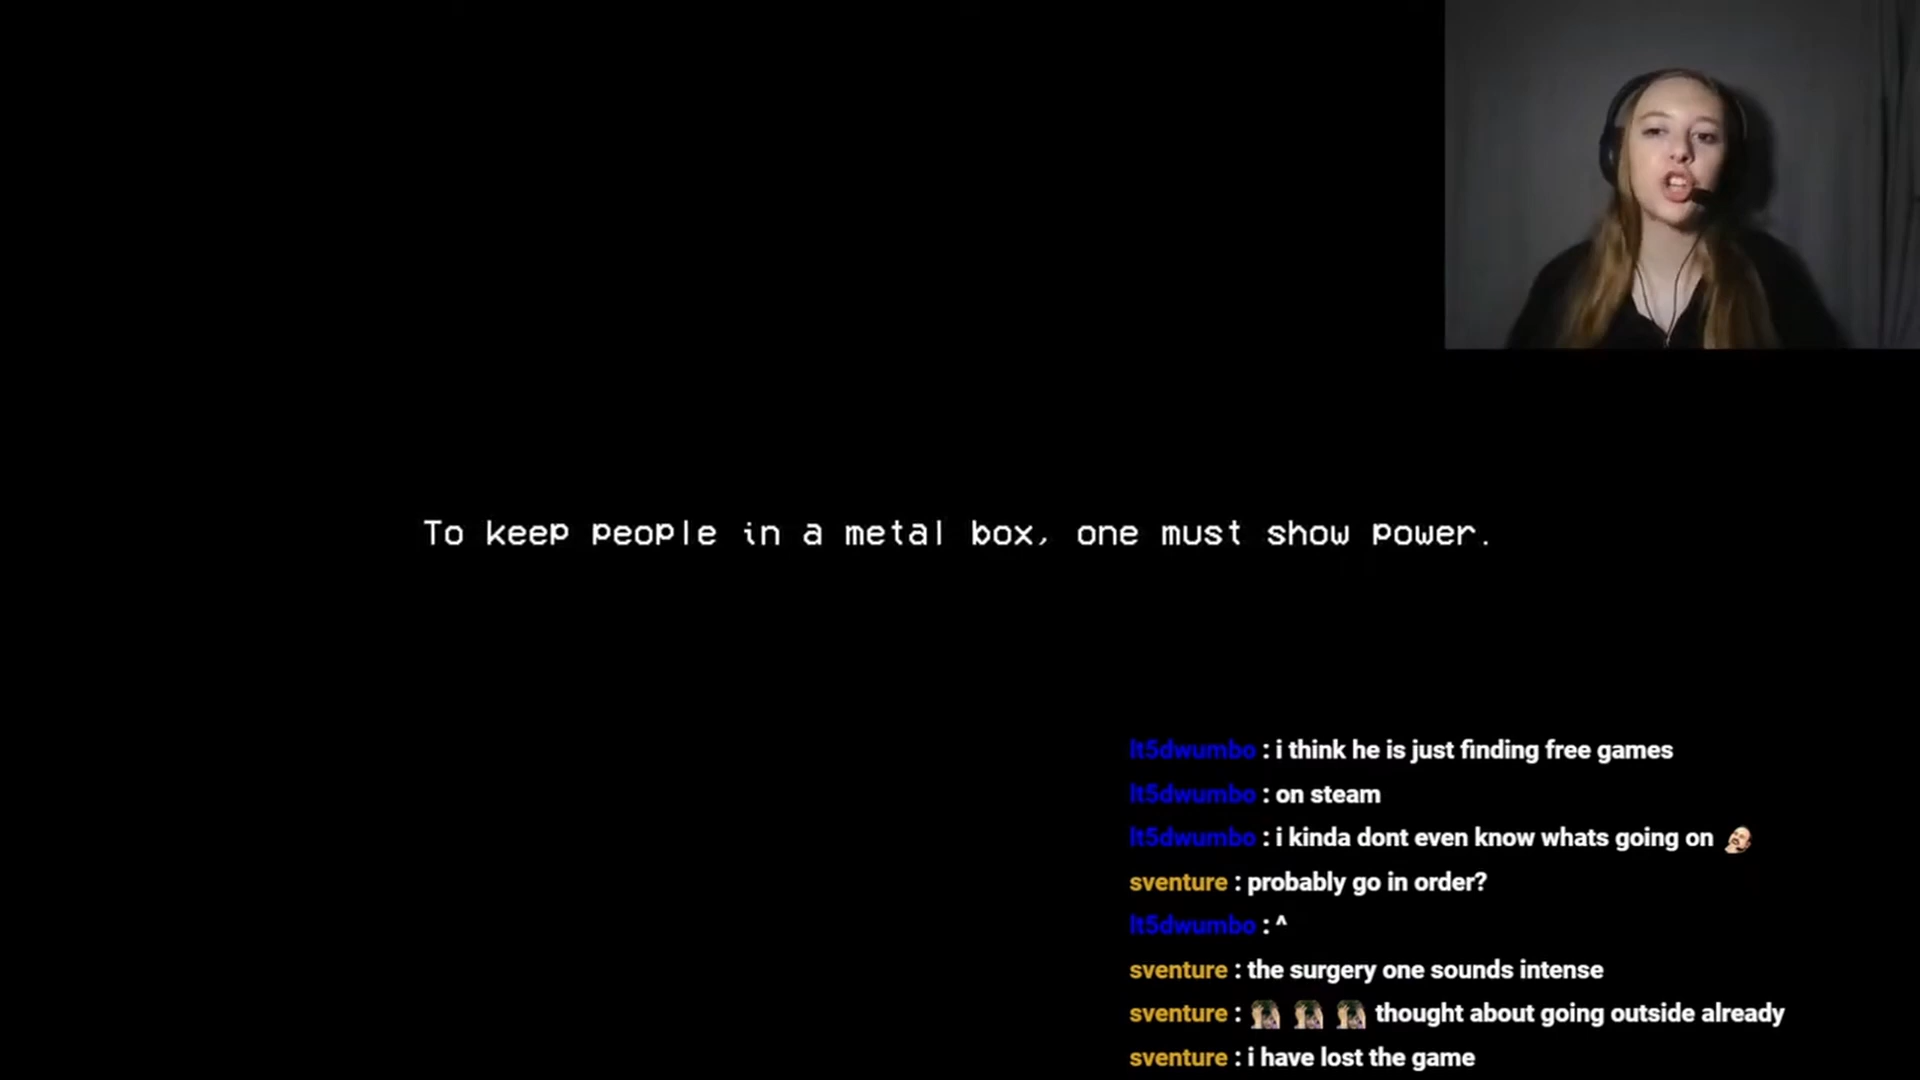 To keep people in a metal box, one must show power.
lt5dwumbo : i think he is just finding free games
lt5dwumbo : on steam
lt5dwumbo : i kinda dont even know whats going on
sventure : probably go in order?
lt5dwumbo : ^
sventure : the surgery one sounds intense
sventure : thought about going outside already
sventure : i have lost the game